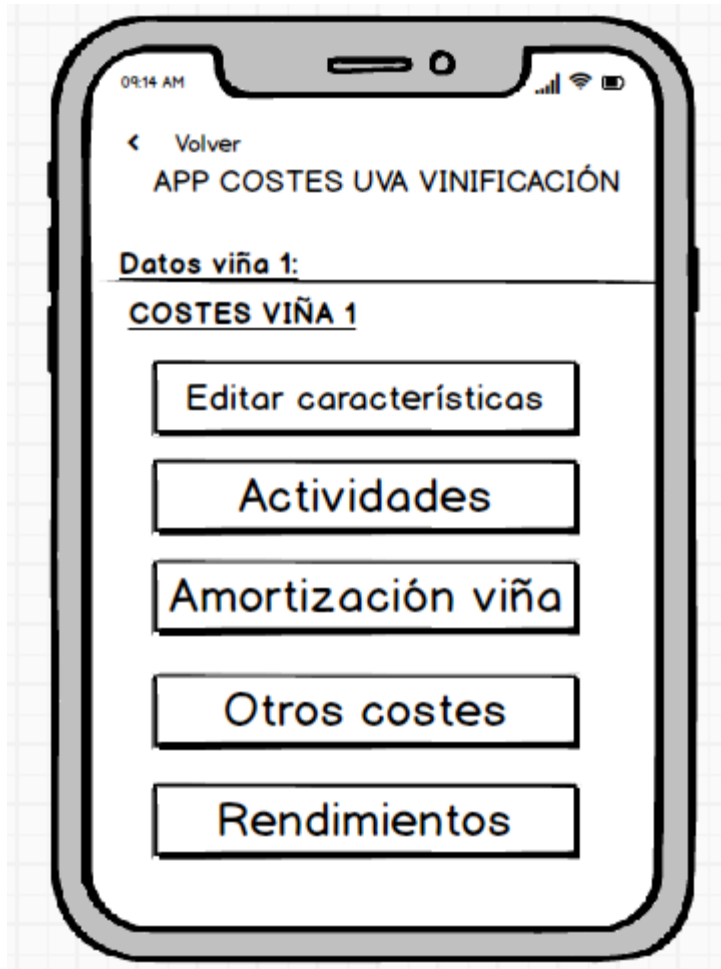 09:14 AM
< Volver
APP COSTES UVA VINIFICACIÓN
Datos viña 1:
COSTES VIÑA 1
Editar características
Actividades
Amortización viña
Otros costes
Rendimientos